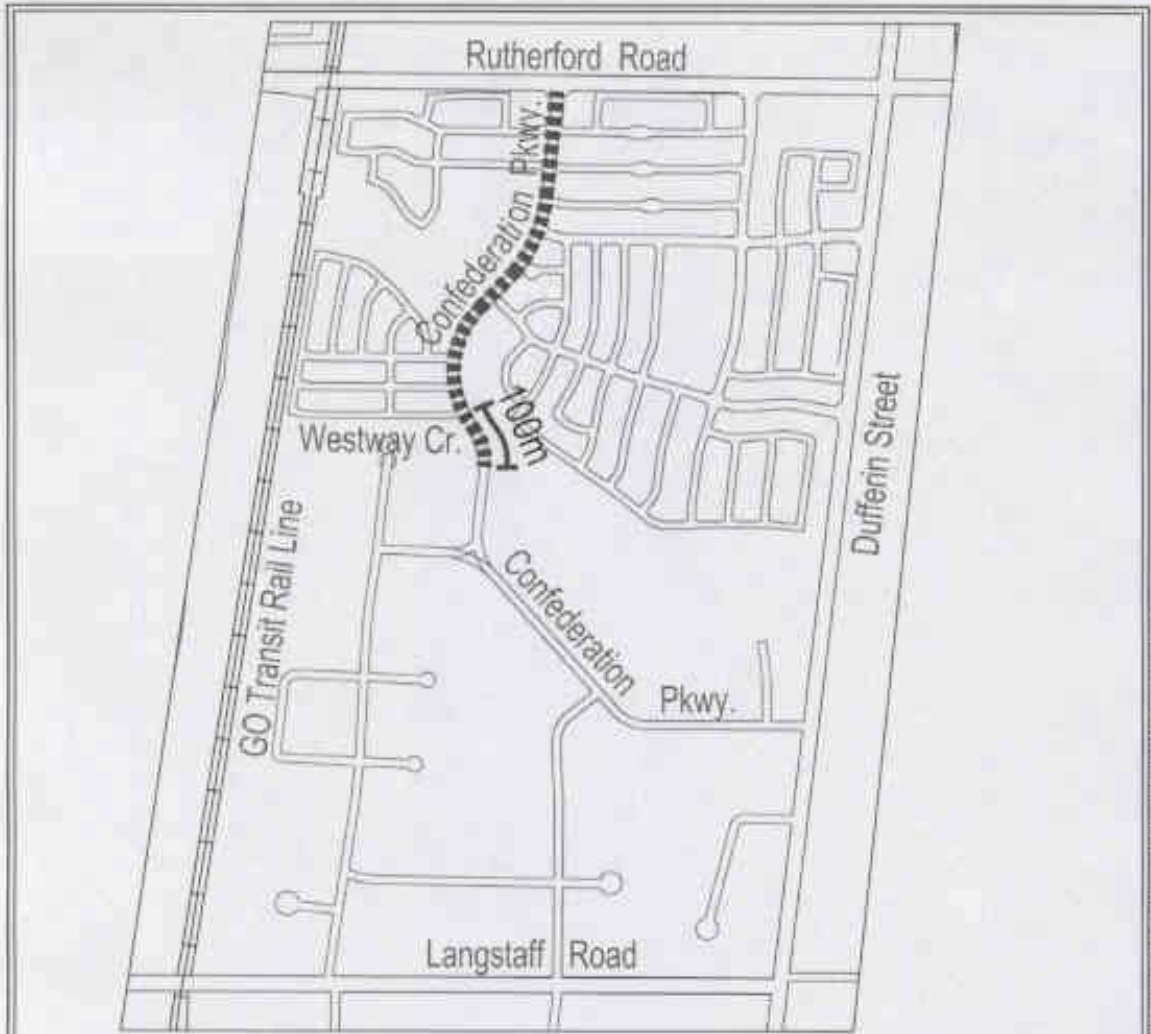 Rutherford Road
Confederation Pkwy.
Westway Cr.
100m
Dufferin Street
GO Transit Rail Line
Confederation
Pkwy.
Langstaff Road